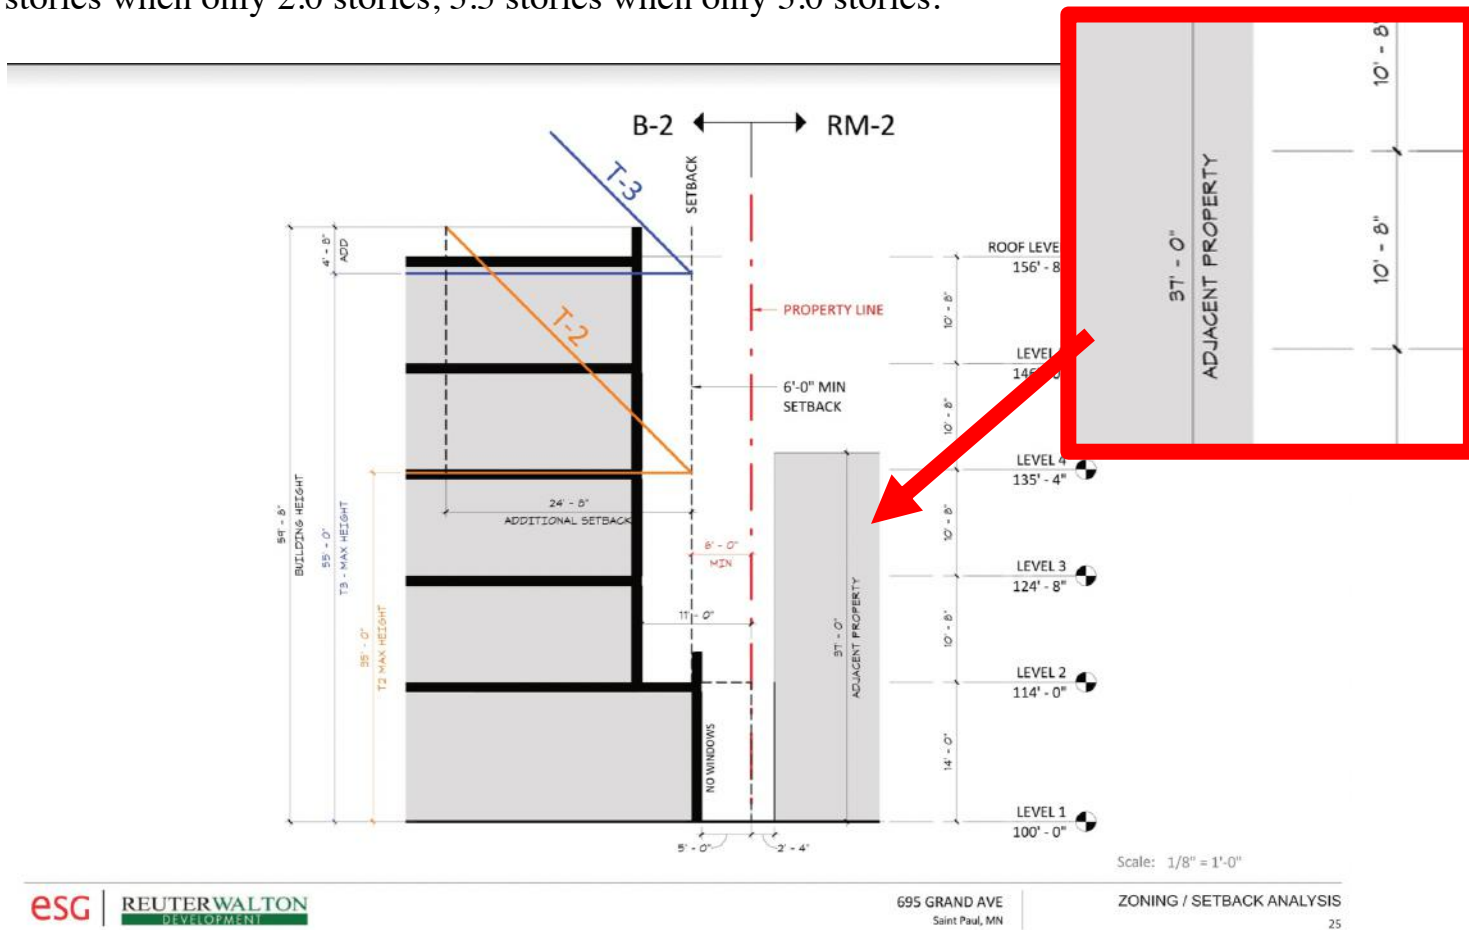 stories when only 2.0 stories; 3.5 stories when only 3.0 stories.
B-2
RM-2
T-3
SETBACK
4' - 8"
ADD
T-2
PROPERTY LINE
6'-0" MIN
SETBACK
24' - 8"
ADDITIONAL SETBACK
6' - 0"
MIN
11' - 0"
59' - 8"
BUILDING HEIGHT
55' - 0"
T3 - MAX HEIGHT
35' - 0"
T2 MAX HEIGHT
NO WINDOWS
37' - 0"
ADJACENT PROPERTY
5' - 0"
2' - 4"
ROOF LEVE
156' - 8
10' - 8"
LEVEL
146'
10' - 8"
LEVEL 4
135' - 4"
10' - 8"
LEVEL 3
124' - 8"
10' - 8"
LEVEL 2
114' - 0"
14' - 0"
LEVEL 1
100' - 0"
37' - 0"
ADJACENT PROPERTY
10' - 8"
10' - 8"
Scale: 1/8" = 1'-0"
esg
REUTERWALTON
DEVELOPMENT
695 GRAND AVE
Saint Paul, MN
ZONING / SETBACK ANALYSIS
25